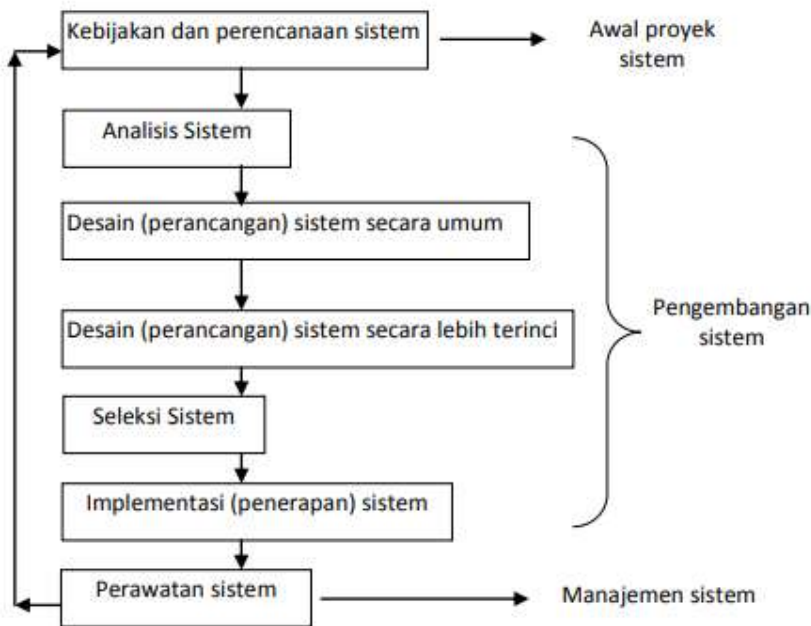 Kebijakan dan perencanaan sistem
Awal proyek
sistem
Analisis Sistem
Desain (perancangan) sistem secara umum
Desain (perancangan) sistem secara lebih terinci
Pengembangan
sistem
Seleksi Sistem
Implementasi (penerapan) sistem
Perawatan sistem
Manajemen sistem